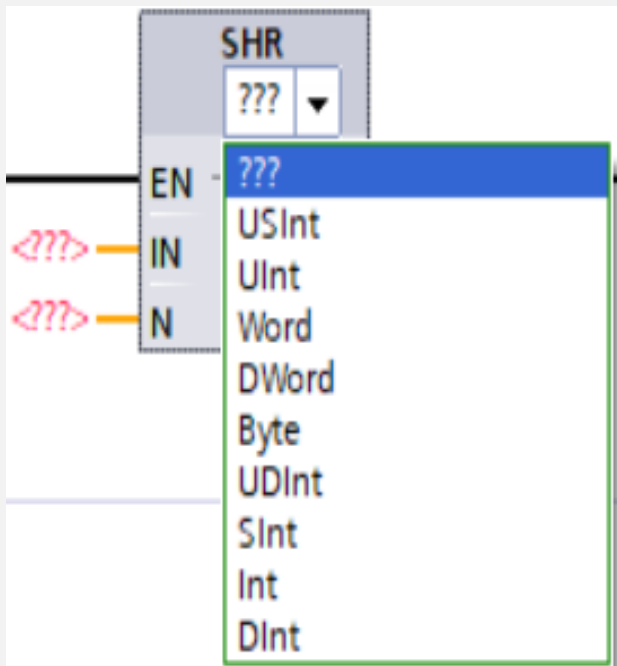 SHR
???
EN
???
<???> IN
<???> N
USInt
UInt
Word
DWord
Byte
UDInt
SInt
Int
DInt